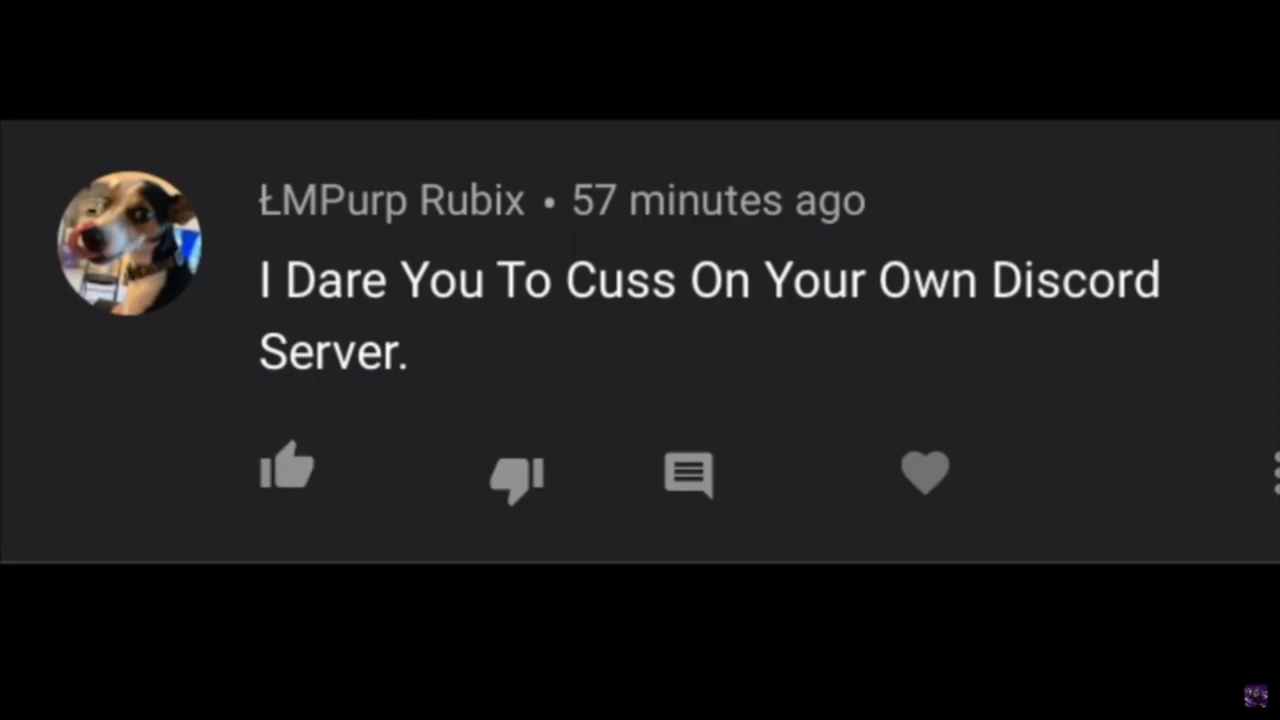 ŁMPurp Rubix • 57 minutes ago
I Dare You To Cuss On Your Own Discord
Server.